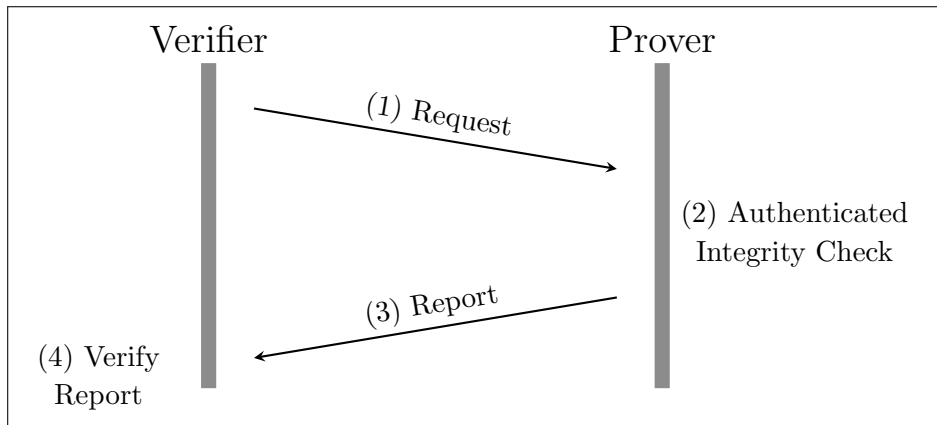 Verifier
Prover
(1) Request
(2) Authenticated
Integrity Check
(3) Report
(4) Verify
Report